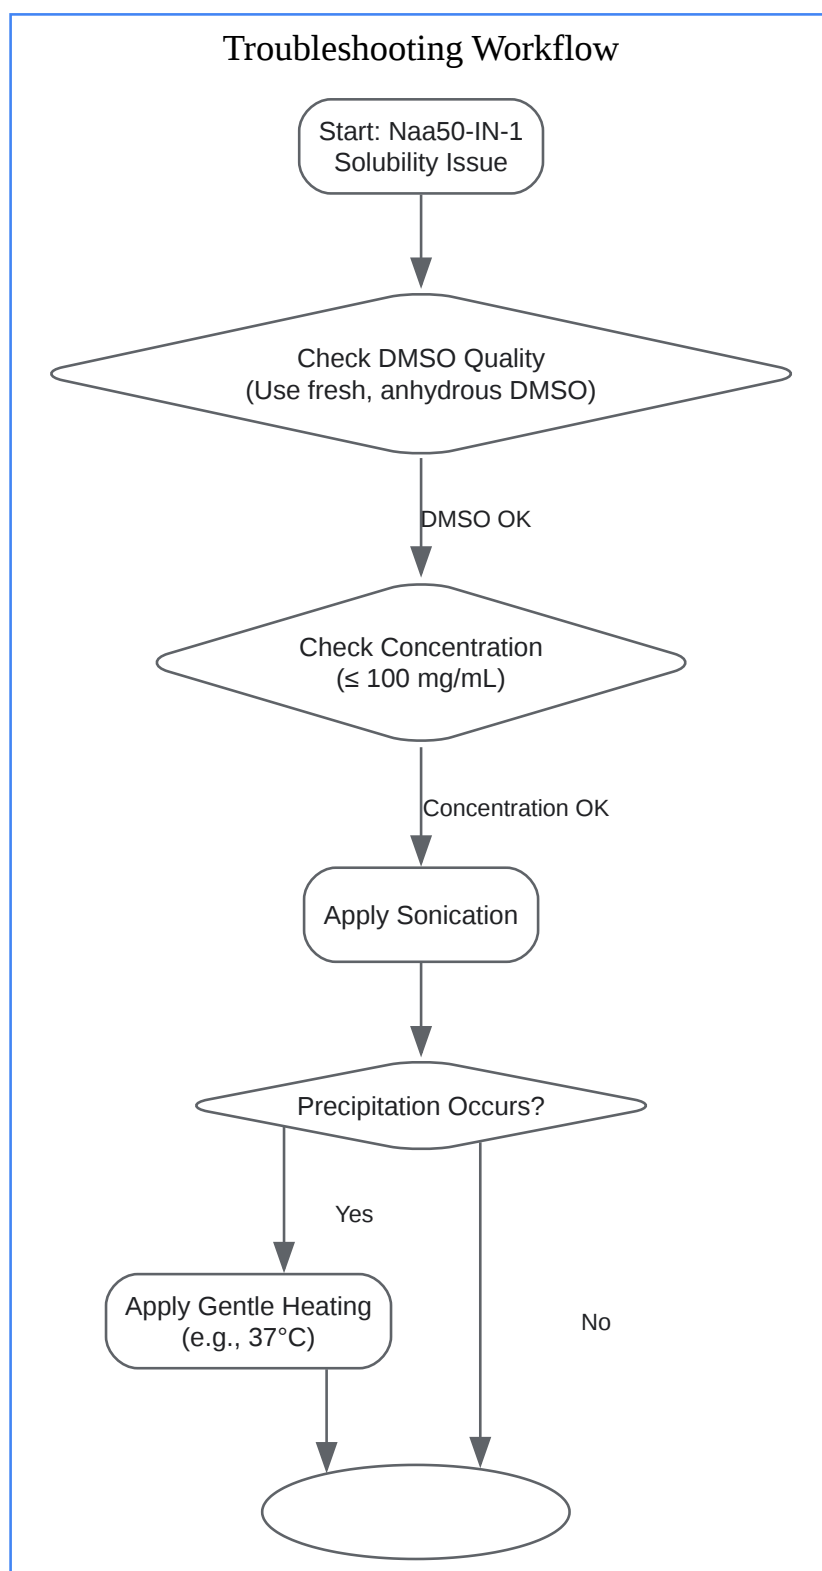 Troubleshooting Workflow
Start: Naa50-IN-1
Solubility Issue
Check DMSO Quality
(Use fresh, anhydrous DMSO)
DMSO OK
Check Concentration
(≤ 100 mg/mL)
Concentration OK
Apply Sonication
Precipitation Occurs?
Yes
Apply Gentle Heating
(e.g., 37°C)
No